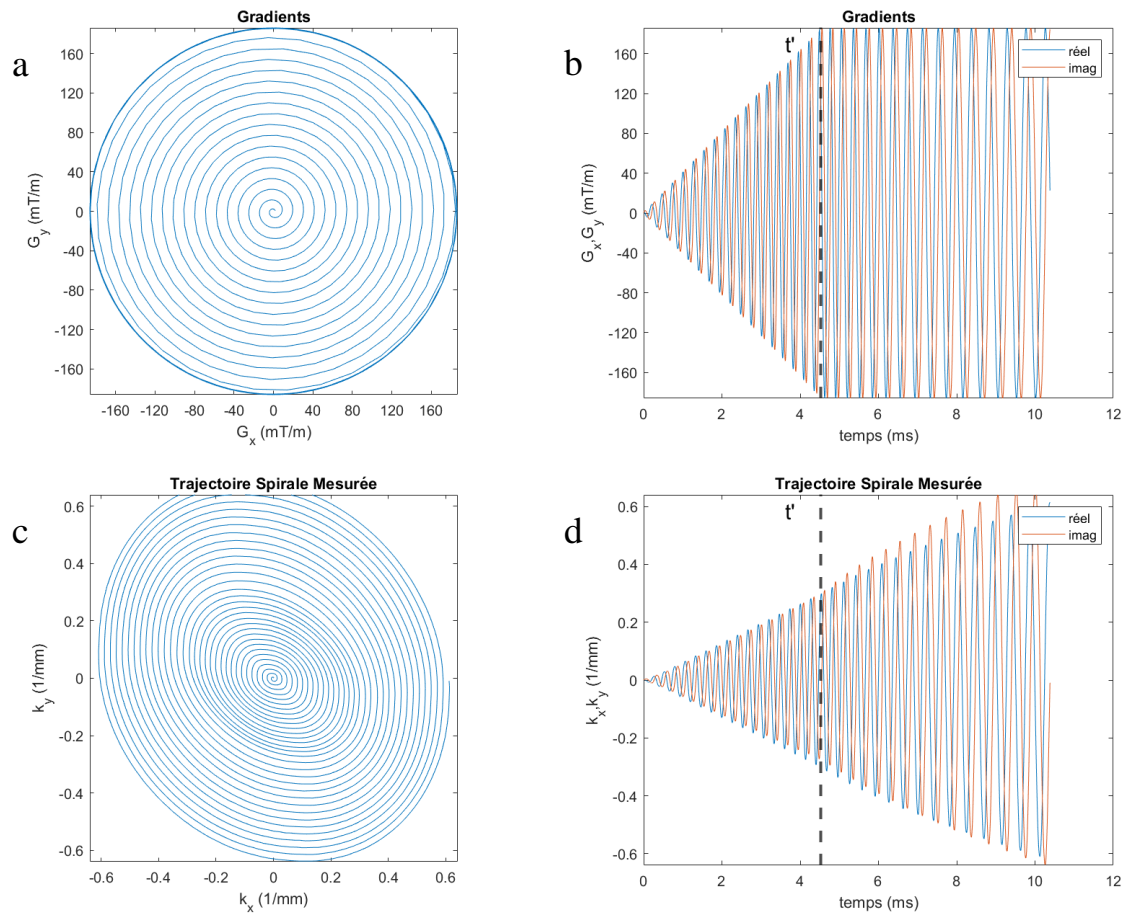 a
Gradients
160
120
80
40
0
-40
-80
-120
-160
G_y (mT/m)
-160 -120 -80 -40 0 40 80 120 160
G_x (mT/m)
b
Gradients
t'
réel
imag
160
120
80
40
0
-40
-80
-120
-160
G_x,G_y (mT/m)
0 2 4 6 8 10 12
temps (ms)
c
Trajectoire Spirale Mesurée
0.6
0.4
0.2
0
-0.2
-0.4
-0.6
k_y (1/mm)
-0.6 -0.4 -0.2 0 0.2 0.4 0.6
k_x (1/mm)
d
Trajectoire Spirale Mesurée
t'
réel
imag
0.6
0.4
0.2
0
-0.2
-0.4
-0.6
k_x,k_y (1/mm)
0 2 4 6 8 10 12
temps (ms)